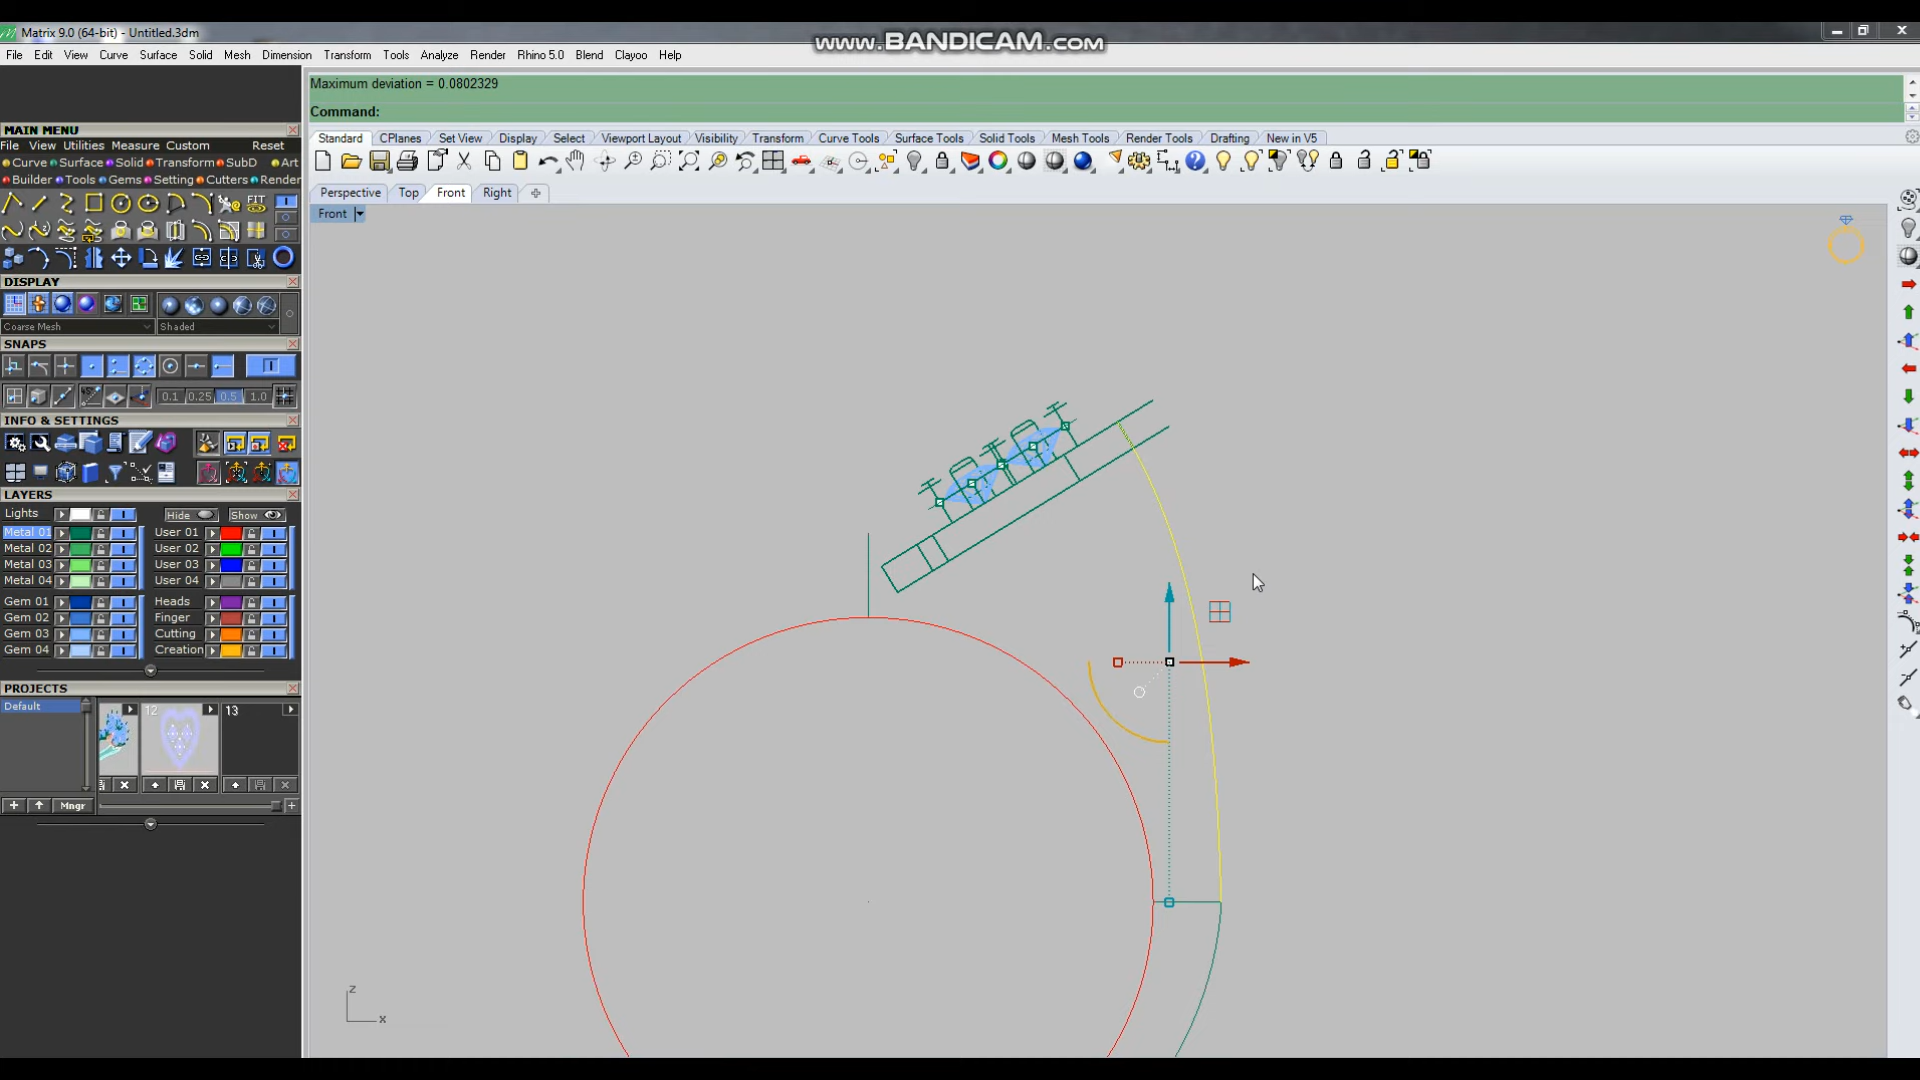 Matrix 9.0 (64-bit) - Untitled.3dm
www.BANDICAM.com
File Edit View Curve Surface Solid Mesh Dimension Transform Tools Analyze Render Rhino 5.0 Blend Clayoo Help
Maximum deviation = 0.0802329
Command:
Standard CPlanes Set View Display Select Viewport Layout Visibility Transform Curve Tools Surface Tools Solid Tools Mesh Tools Render Tools Drafting New in V5
Perspective Top Front Right
Front
MAIN MENU
File View Utilities Measure Custom Reset
Curve Surface Solid Transform SubD Art
Builder Tools Gems Setting Cutters Render
FIT
DISPLAY
Coarse Mesh Shaded
SNAPS
0.1 0.25 0.5 1.0
INFO & SETTINGS
LAYERS
Lights Hide Show
Metal 01 User 01
Metal 02 User 02
Metal 03 User 03
Metal 04 User 04
Gem 01 Heads
Gem 02 Finger
Gem 03 Cutting
Gem 04 Creation
PROJECTS
Default 12 13
Mngr
z
x